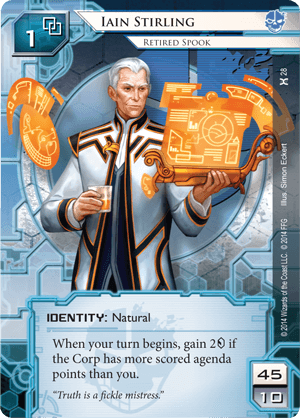 IAIN STIRLING
RETIRED SPOOK
1
28
Illus. Simon Eckert
© 2014 Wizards of the Coast LLC. © 2014 FFG
IDENTITY: Natural
When your turn begins, gain 2 if
the Corp has more scored agenda
points than you.
"Truth is a fickle mistress."
45
10